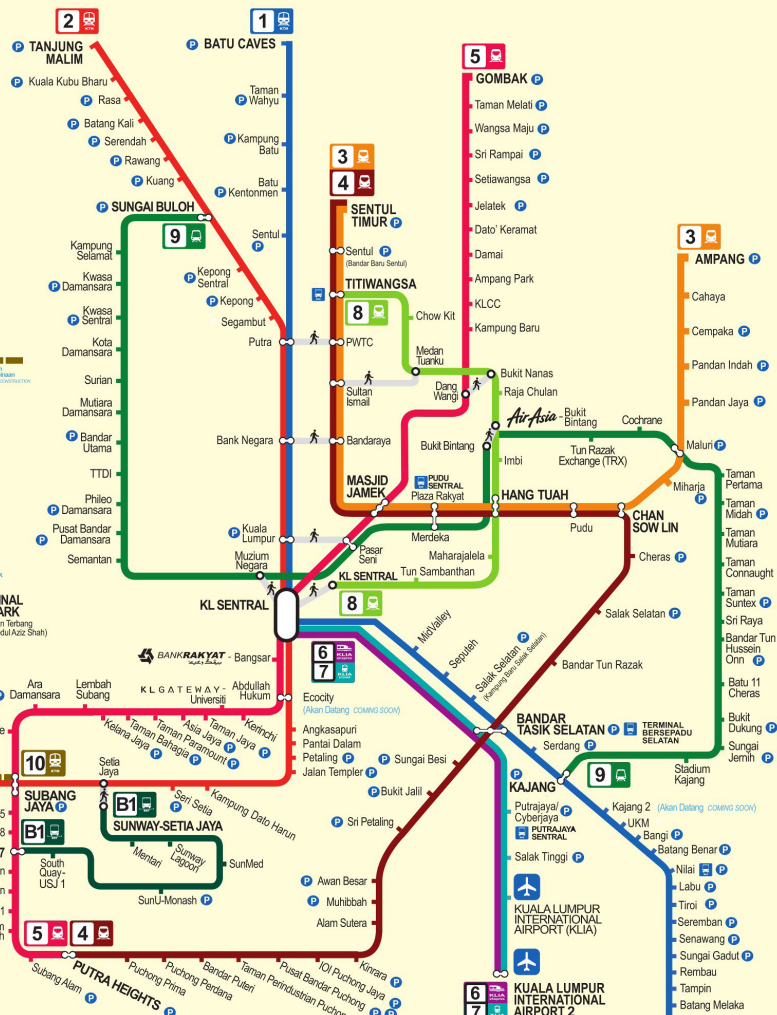 2
1
TANJUNG
MALIM
BATU CAVES
5
GOMBAK
Kuala Kubu Bharu
Rasa
Batang Kali
Serendah
Rawang
Kuang
SUNGAI BULOH
9
Taman
Wahyu
Kampung
Batu
Batu
Kentonmen
Sentul
3
4
SENTUL
TIMUR
Sentul
(Bandar Baru Sentul)
TITIWANGSA
8
Chow Kit
Medan
Tuanku
Taman Melati
Wangsa Maju
Sri Rampai
Setiawangsa
Jelatek
Dato' Keramat
Damai
Ampang Park
KLCC
Kampung Baru
3
AMPANG
Cahaya
Cempaka
Pandan Indah
Pandan Jaya
Maluri
Kampung
Selamat
Kwasa
Damansara
Kwasa
Sentral
Kota
Damansara
Surian
Mutiara
Damansara
Bandar
Utama
TTDI
Phileo
Damansara
Pusat Bandar
Damansara
Semantan
Kepong
Sentral
Kepong
Segambut
Putra
PWTC
Sultan
Ismail
Bank Negara
Bandaraya
Dang
Wangi
Bukit Nanas
Raja Chulan
AirAsia - Bukit
Bintang
Cochrane
Bukit Bintang
Imbi
Tun Razak
Exchange (TRX)
MASJID
JAMEK
PUDU
SENTRAL
Plaza Rakyat
HANG TUAH
Miharja
CHAN
SOW LIN
Pudu
Merdeka
Kuala
Lumpur
Pasar
Seni
Muzium
Negara
Maharajalela
KL SENTRAL
Tun Sambanthan
8
KL SENTRAL
Cheras
Salak Selatan
Bandar Tun Razak
Taman
Pertama
Taman
Midah
Taman
Mutiara
Taman
Connaught
Taman
Suntex
Sri Raya
Bandar Tun
Hussein
Onn
Batu 11
Cheras
Bukit
Dukung
Sungai
Jernih
NAL
ARK
n Terbang
dul Aziz Shah)
6
KLIA
7
MidValley
Seputeh
Salak Selatan
(Kampung Baru Salak Selatan)
BANKRAKYAT - Bangsar
KL GATEWAY -
Universiti
Abdullah
Hukum
Ara
Damansara
Lembah
Subang
Kelana Jaya
Taman Bahagia
Taman Paramount
Asia Jaya
Taman Jaya
Kerinchi
Ecocity
(Akan Datang COMING SOON)
Angkasapuri
Pantai Dalam
Petaling
Jalan Templer
BANDAR
TASIK SELATAN
TERMINAL
BERSEPADU
SELATAN
Serdang
Sungai Besi
Bukit Jalil
Sri Petaling
KAJANG
9
Stadium
Kajang
10
SUBANG
JAYA
Setia
Jaya
B1
SUNWAY-SETIA JAYA
Seri Setia
Kampung Dato Harun
B1
South
Quay-
USJ 1
Mentari
Sunway
Lagoon
SunMed
SunU-Monash
Putrajaya/
Cyberjaya
PUTRAJAYA
SENTRAL
Salak Tinggi
KUALA LUMPUR
INTERNATIONAL
AIRPORT (KLIA)
Kajang 2 (Akan Datang COMING SOON)
UKM
Bangi
Batang Benar
Nilai
Labu
Tiroi
Seremban
Senawang
Sungai Gadut
Rembau
Tampin
Batang Melaka
Awan Besar
Muhibbah
Alam Sutera
5
4
Subang Alam
PUTRA HEIGHTS
Puchong Prima
Puchong Perdana
Bandar Puteri
Taman Perindustrian Puchon
Pusat Bandar Puchong
IOI Puchong Jaya
Kinrara
6
KLIA
7
KUALA LUMPUR
INTERNATIONAL
AIRPORT 2